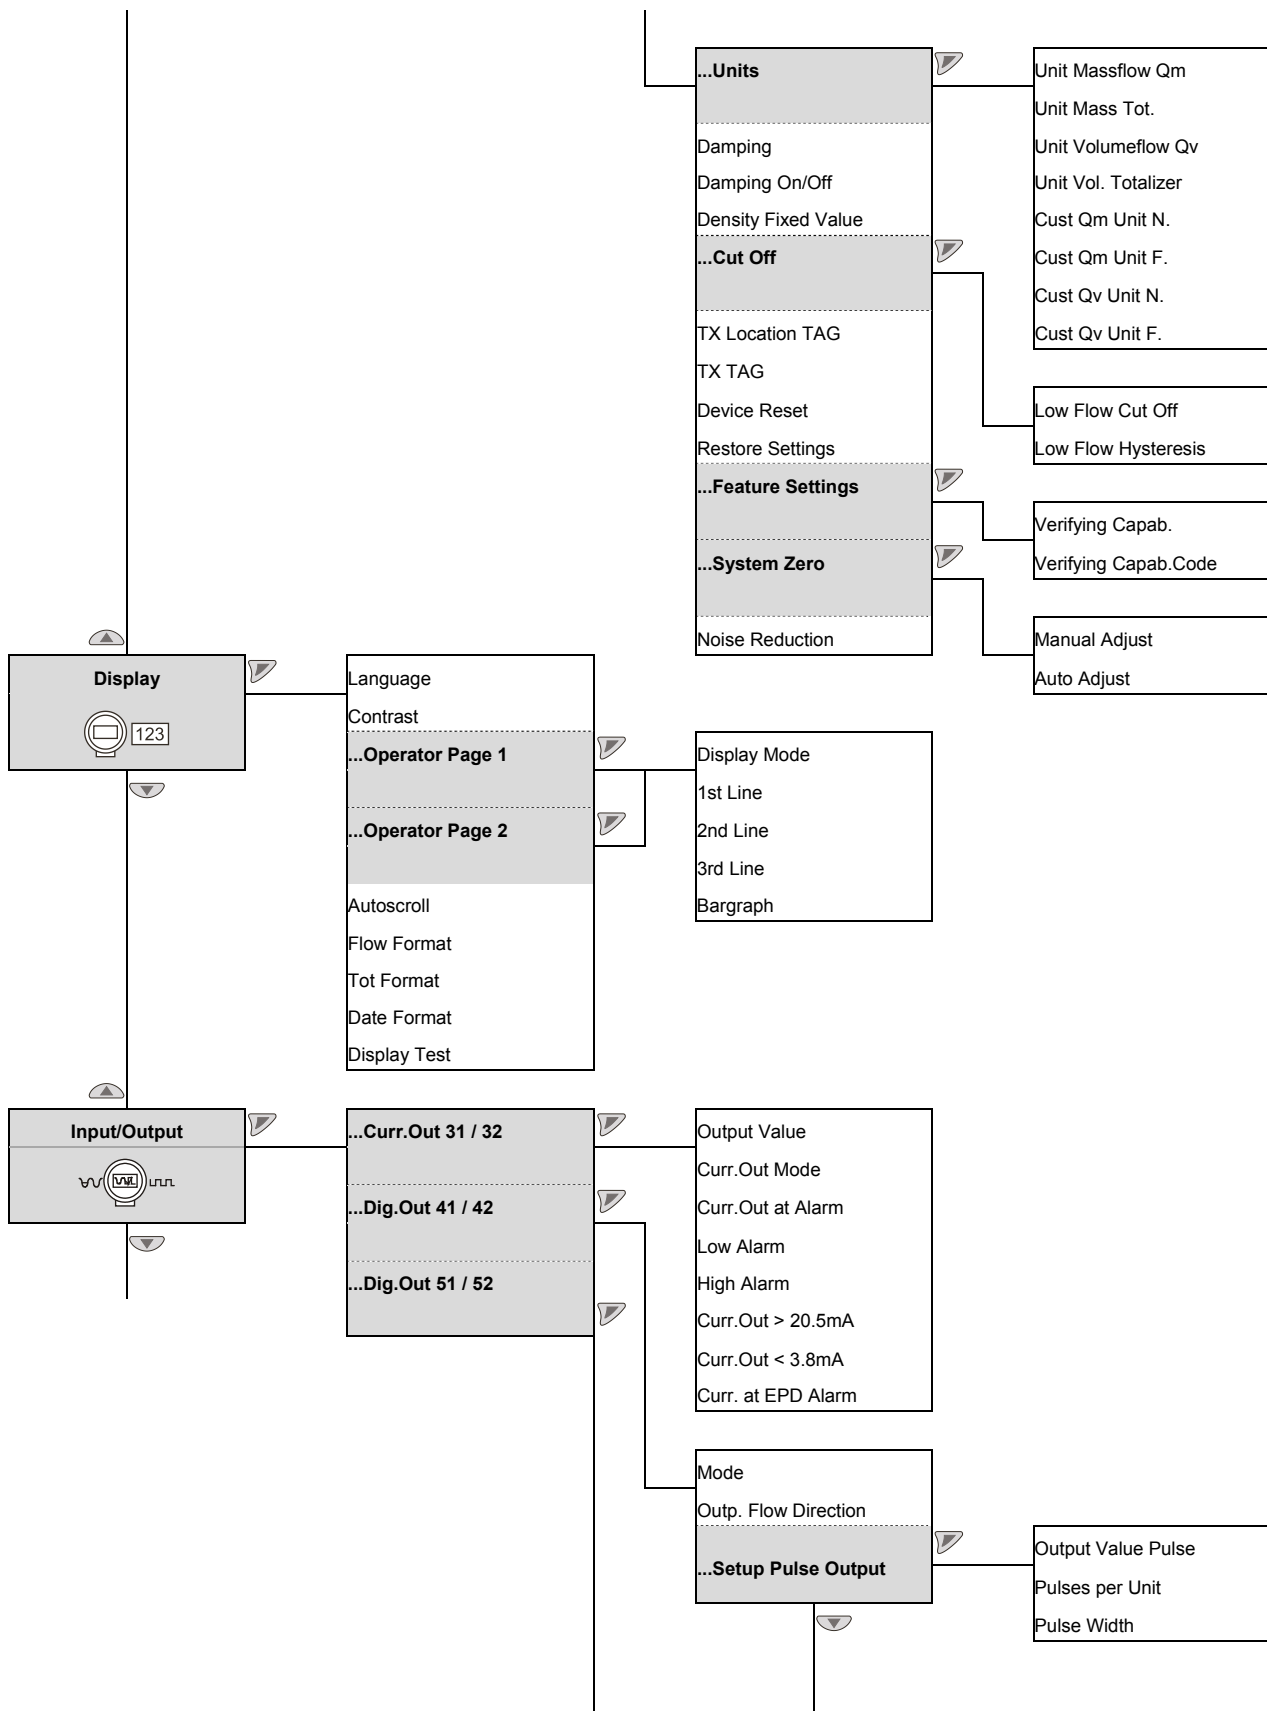 ...Units
Damping
Damping On/Off
Density Fixed Value
...Cut Off
TX Location TAG
TX TAG
Device Reset
Restore Settings
...Feature Settings
...System Zero
Noise Reduction
Unit Massflow Qm
Unit Mass Tot.
Unit Volumeflow Qv
Unit Vol. Totalizer
Cust Qm Unit N.
Cust Qm Unit F.
Cust Qv Unit N.
Cust Qv Unit F.
Low Flow Cut Off
Low Flow Hysteresis
Verifying Capab.
Verifying Capab.Code
Manual Adjust
Auto Adjust
Display
123
Language
Contrast
...Operator Page 1
...Operator Page 2
Autoscroll
Flow Format
Tot Format
Date Format
Display Test
Display Mode
1st Line
2nd Line
3rd Line
Bargraph
Input/Output
...Curr.Out 31 / 32
...Dig.Out 41 / 42
...Dig.Out 51 / 52
Output Value
Curr.Out Mode
Curr.Out at Alarm
Low Alarm
High Alarm
Curr.Out > 20.5mA
Curr.Out < 3.8mA
Curr. at EPD Alarm
Mode
Outp. Flow Direction
...Setup Pulse Output
Output Value Pulse
Pulses per Unit
Pulse Width